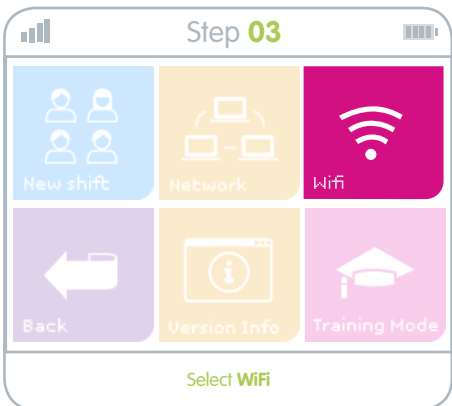 Step 03
New shift
Network
Wifi
Back
Version Info
Training Mode
Select WiFi